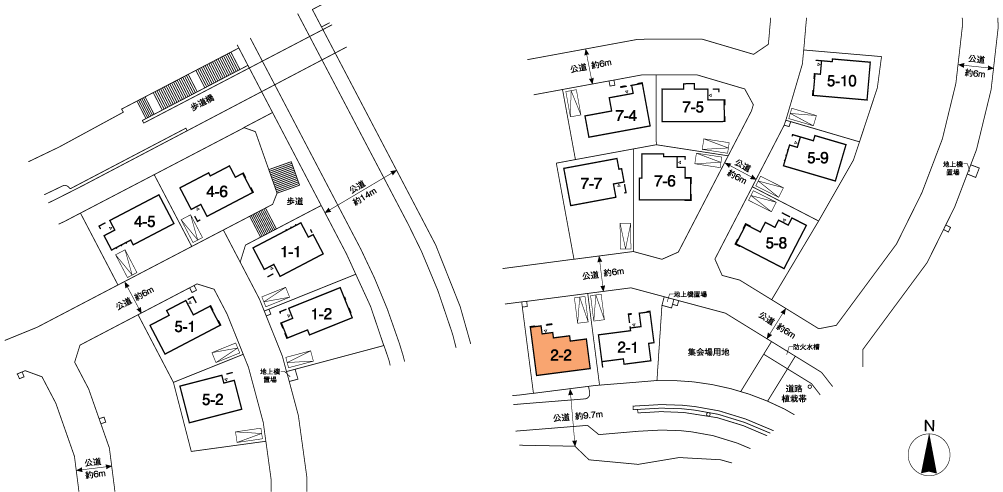 歩道橋
4-6
4-5
歩道
公道
約14m
1-1
公道 約6m
1-2
5-1
地上機
置場
5-2
公道
約6m
公道 約6m
7-4
7-5
5-10
公道
約6m
5-9
地上機
置場
7-7
7-6
公道
約6m
5-8
公道 約6m
地上機置場
公道
約6m
2-2
2-1
集会場用地
防火水槽
道路
植栽帯
公道 約9.7m
N